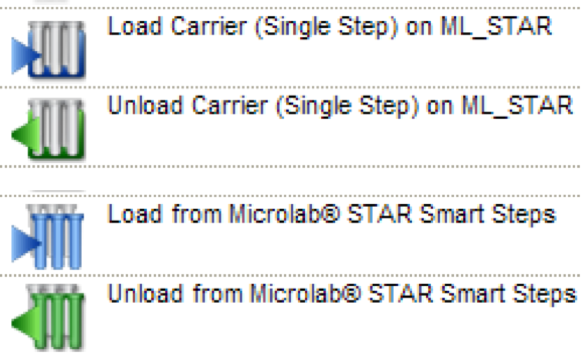 Load Carrier (Single Step) on ML_STAR
Unload Carrier (Single Step) on ML_STAR
Load from Microlab® STAR Smart Steps
Unload from Microlab® STAR Smart Steps